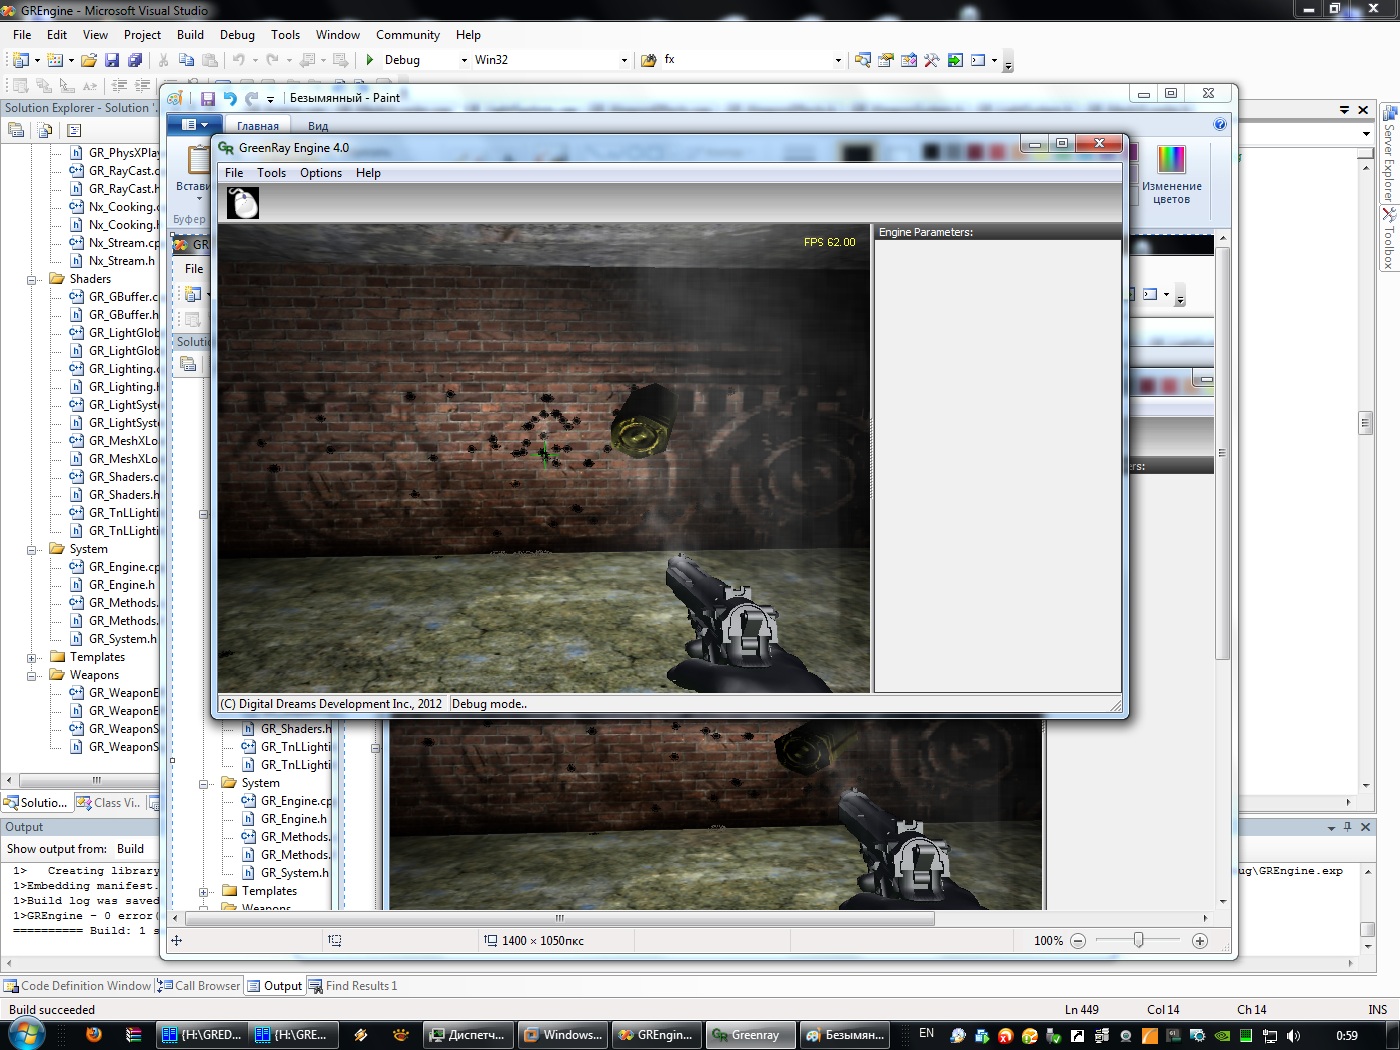 GREngine - Microsoft Visual Studio
File Edit View Project Build Debug Tools Window Community Help
Debug Win32 fx
Solution Explorer - Solution '
Безымянный - Paint
Главная Вид
GreenRay Engine 4.0
File Tools Options Help
Изменение
цветов
Буфер
FPS 62.00
Engine Parameters:
GR_PhysXPlay
GR_RayCast.
GR_RayCast.h
Nx_Cooking.
Nx_Cooking.h
Nx_Stream.cp
Nx_Stream.h
Shaders
GR_GBuffer.c
GR_GBuffer.h
GR_LightGlob
GR_LightGlob
GR_Lighting.
GR_Lighting.h
GR_LightSyst
GR_LightSyst
GR_MeshXLo
GR_MeshXLo
GR_Shaders.c
GR_Shaders.h
GR_TnLLighti
GR_TnLLighti
System
GR_Engine.cp
GR_Engine.h
GR_Methods.
GR_Methods.
GR_System.h
Templates
Weapons
GR_WeaponE
GR_WeaponE
GR_WeaponS
GR_WeaponS
GR
File
Solutio
Server Explorer
Toolbox
(C) Digital Dreams Development Inc., 2012 Debug mode..
GR_Shaders.h
GR_TnLLighti
GR_TnLLighti
System
GR_Engine.cp
GR_Engine.h
GR_Methods.
GR_Methods.
GR_System.h
Templates
Weapons
Solutio... Class Vi...
Output
Show output from: Build
1> Creating library
1>Embedding manifest.
1>Build log was saved
1>GREngine - 0 error(
========== Build: 1 s
ug\GREngine.exp
1400 × 1050пкс 100%
Code Definition Window Call Browser Output Find Results 1
Build succeeded Ln 449 Col 14 Ch 14 INS
{H:\GRED... {H:\GRE... Диспетч... Windows... GREngin... Greenray Безымян... EN 0:59